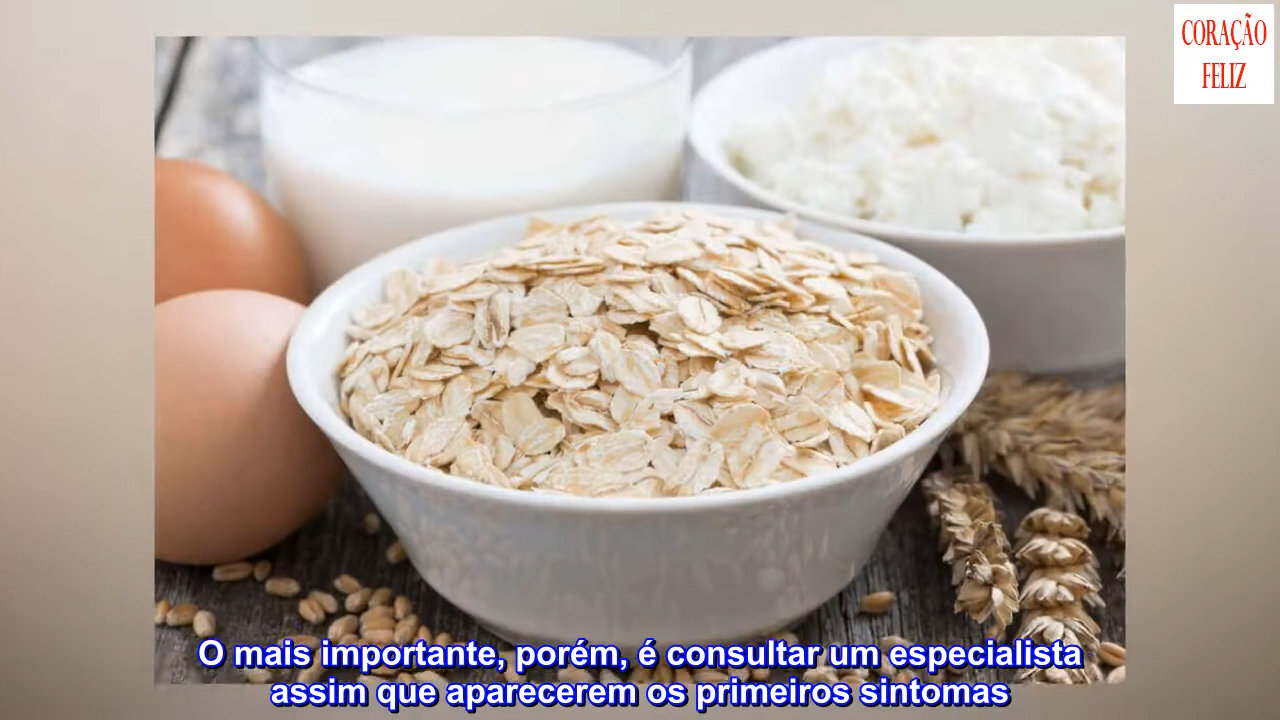 CORAÇÃO
FELIZ
O mais importante, porém, é consultar um especialista
assim que aparecerem os primeiros sintomas